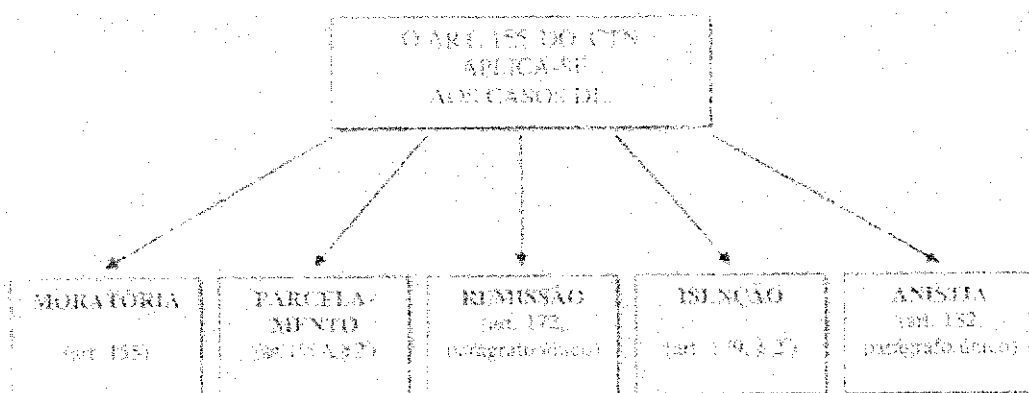 O ART. 155 DO CTN
APLICA-SE
AOS CASOS DE:
MORATÓRIA
(art. 155)
PARCELA-
MENTO
(art. 155-A, § 2º)
REMISSÃO
(art. 172,
parágrafo único)
ISENÇÃO
(art. 179, § 2º)
ANISTIA
(art. 182,
parágrafo único)